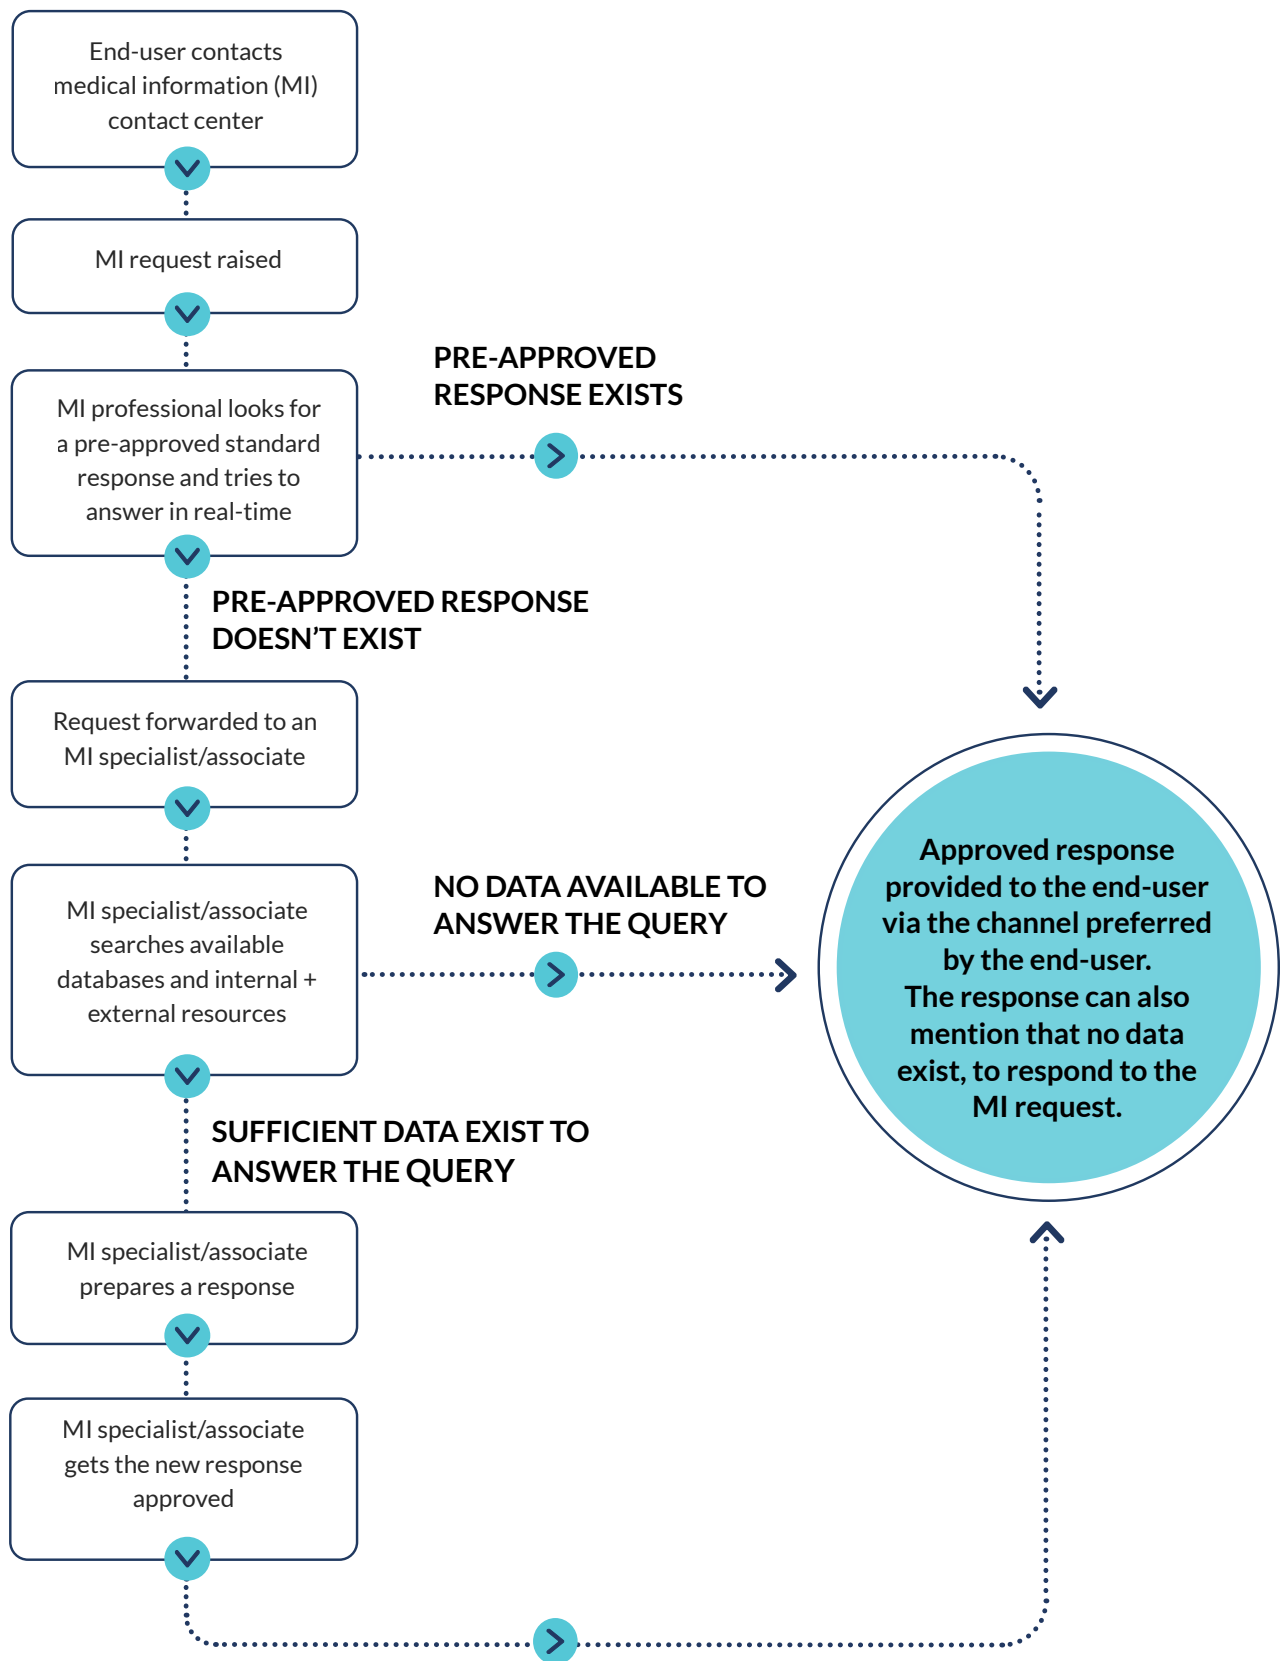 End-user contacts
medical information (MI)
contact center
MI request raised
PRE-APPROVED
RESPONSE EXISTS
MI professional looks for
a pre-approved standard
response and tries to
answer in real-time
PRE-APPROVED RESPONSE
DOESN’T EXIST
Request forwarded to an
MI specialist/associate
NO DATA AVAILABLE TO
ANSWER THE QUERY
MI specialist/associate
searches available
databases and internal +
external resources
Approved response
provided to the end-user
via the channel preferred
by the end-user.
The response can also
mention that no data
exist, to respond to the
MI request.
SUFFICIENT DATA EXIST TO
ANSWER THE QUERY
MI specialist/associate
prepares a response
MI specialist/associate
gets the new response
approved